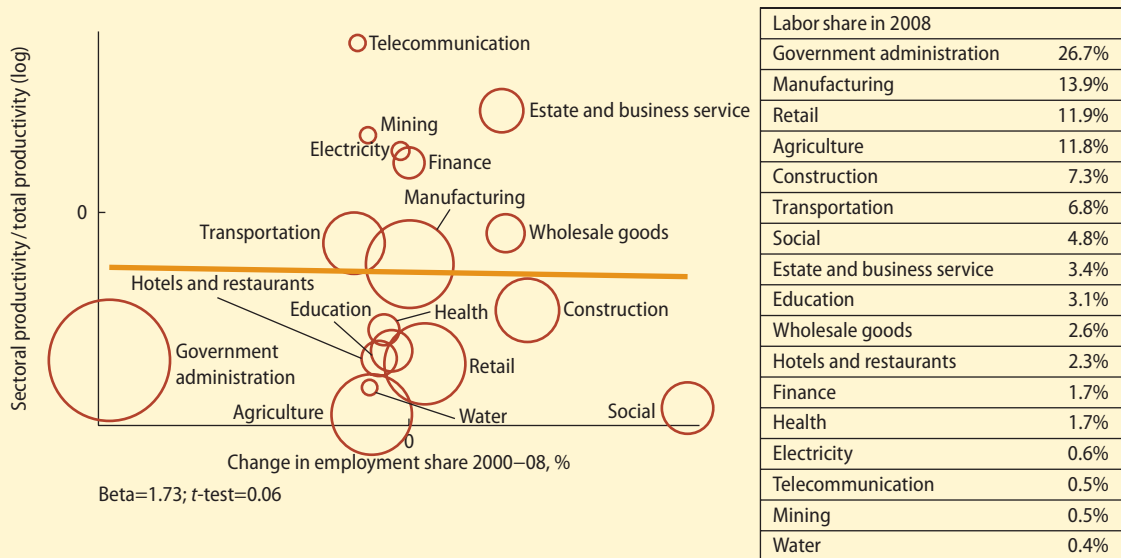 Sectoral productivity/total productivity (log)
0
Telecommunication
Estate and business service
Mining
Electricity
Finance
Manufacturing
Transportation
Wholesale goods
Hotels and restaurants
Education
Health
Construction
Government
administration
Retail
Agriculture
Water
Social
0
Change in employment share 2000–08, %
Beta=1.73; t-test=0.06
Labor share in 2008
Government administration 26.7%
Manufacturing 13.9%
Retail 11.9%
Agriculture 11.8%
Construction 7.3%
Transportation 6.8%
Social 4.8%
Estate and business service 3.4%
Education 3.1%
Wholesale goods 2.6%
Hotels and restaurants 2.3%
Finance 1.7%
Health 1.7%
Electricity 0.6%
Telecommunication 0.5%
Mining 0.5%
Water 0.4%